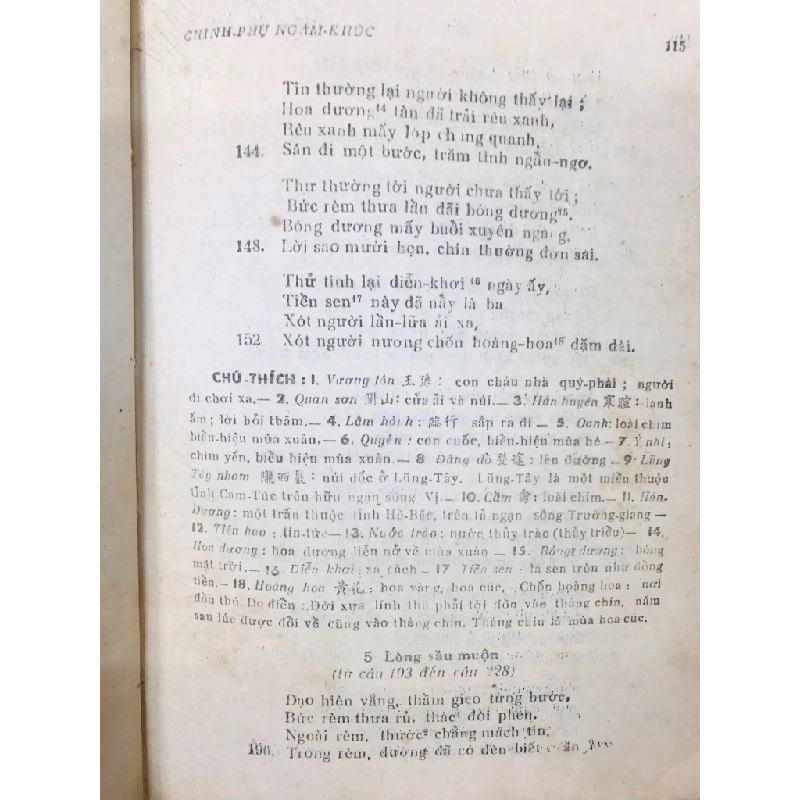 CHINH-PHỤ NGÂM-KHÚC
115
Tin thường lại người không thấy lại ;
Hoa dương¹⁴ tàn đã trải rêu xanh,
Rêu xanh mấy lớp chung quanh,
144. Sân đi một bước, trăm tình ngẩn-ngơ.
Thư thường tới người chưa thấy tới ;
Bức rèm thưa lần dãi bóng dương¹⁵.
Bóng dương mấy buổi xuyên ngang,
148. Lời sao mười hẹn, chín thường đơn sai.
Thử tính lại diễn-khơi ¹⁶ ngày ấy,
Tiền sen¹⁷ này đã nẩy là ba
Xót người lần-lữa ải xa,
152 Xót người nương chốn hoàng-hoa¹⁸ dặm dài.
CHÚ-THÍCH : 1. Vương tôn 王孫 : con cháu nhà quý-phái ; người
đi chơi xa.— 2. Quan sơn 關山: cửa ải và núi.— 3. Hàn huyên 寒暄: lạnh
ấm ; lời hỏi thăm.— 4. Lâm hành : 臨行 sắp ra đi — 5. Oanh: loài chim
biểu-hiệu mùa xuân.— 6. Quyên : con cuốc, biểu-hiệu mùa hè.— 7. Ý nhi :
chim yến, biểu hiệu mùa xuân.— 8 Đăng đồ 登途: lên đường — 9. Lũng
Tây nham 隴西巖: núi dốc ở Lũng-Tây. Lũng-Tây là một miền thuộc
tỉnh Cam-Túc trên hữu ngạn sông Vị.— 10. Cầm 禽: loài chim.— 11. Hán-
Dương: một trấn thuộc tỉnh Hồ-Bắc, trên tả ngạn sông Trường-giang —
12. Tiên hao : tin-tức.— 13. Nước trào: nước thủy trào (thủy triều)— 14.
Hoa dương : hoa dương liễu nở về mùa xuân — 15. Bóng dương : bóng
mặt trời.— 16 Diễn khơi : xa cách — 17 Tiền sen : lá sen tròn như đồng
tiền.— 18. Hoàng hoa 黄花 : hoa vàng, hoa cúc. Chốn hoàng hoa : nơi
đồn thú. Do điển : Đời xưa lính thú phải tới đồn vào tháng chín, năm
sau lúc được đổi về cũng vào tháng chín. Tháng chín là mùa hoa cúc.
5 Lòng sầu muộn
(từ câu 193 đến câu 228)
Dạo hiên vắng, thầm gieo từng bước,
Bức rèm thưa rủ, thác¹ đòi phen.
Ngoài rèm, thước² chẳng mách tin,
196. Trong rèm, dường đã có đèn biết